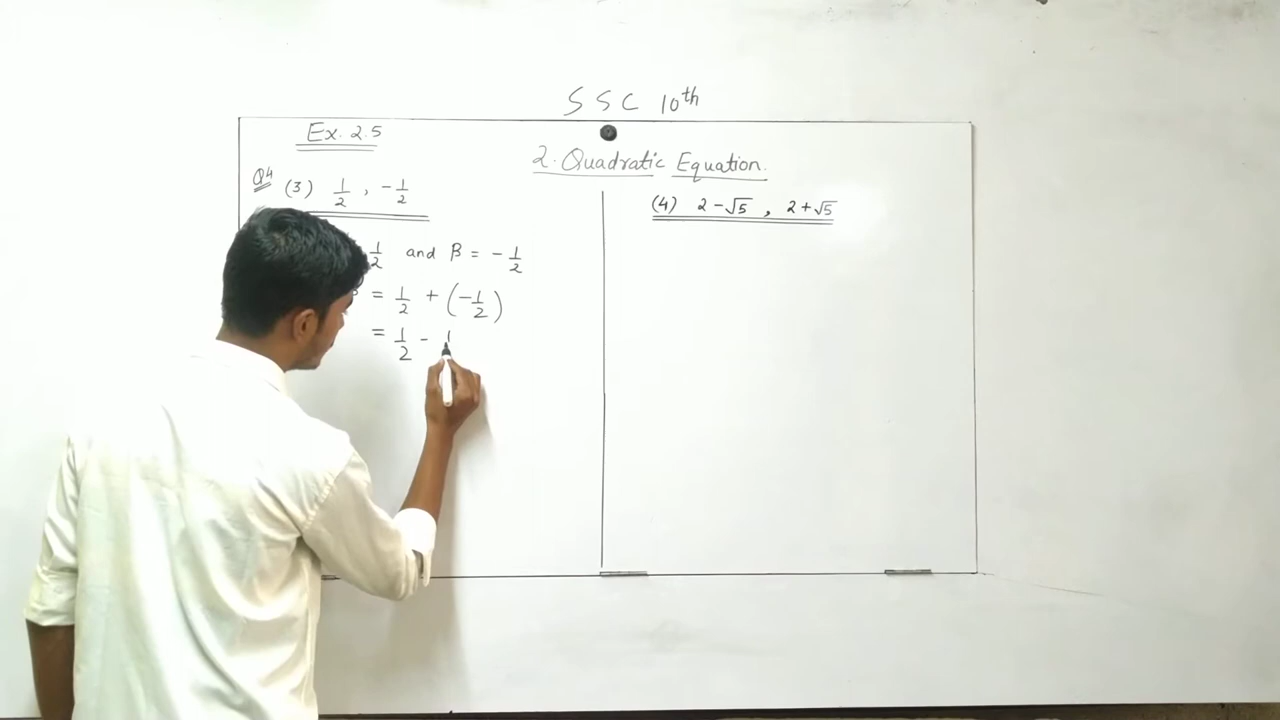 SSC 10th
Ex. 2.5
2. Quadratic Equation.
Q4 (3) 1/2 , -1/2
1/2 and β = -1/2
= 1/2 + (-1/2)
= 1/2 - 1
(4) 2-√5 , 2+√5